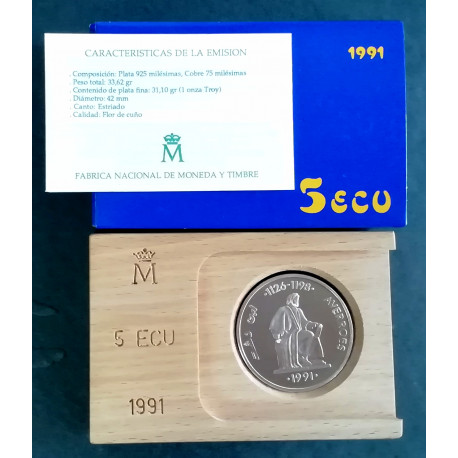 CARACTERISTICAS DE LA EMISION
. Composición: Plata 925 milésimas, Cobre 75 milésimas
. Peso total: 33,62 gr
. Contenido de plata fina: 31,10 gr (1 onza Troy)
. Diámetro: 42 mm
. Canto: Estriado
. Calidad: Flor de cuño
M
FABRICA NACIONAL DE MONEDA Y TIMBRE
1991
5 ECU
M
5 ECU
1991
·1126-1198·
AVERROES
·1991·